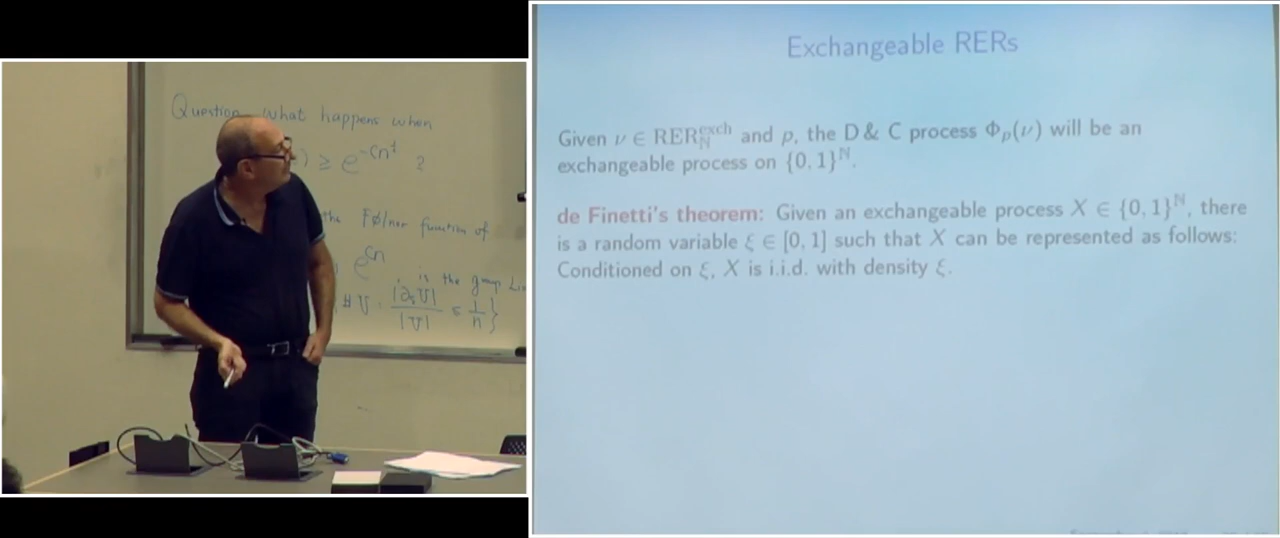 Question what happens when
) ≥ e^{-Cn^{1}} ?
the Følner function of
e^{Cn}
is the group
# U : |∂_s U| / |U| ≤ 1/n }
Exchangeable RERs
Given ν ∈ RER_ℕ^{exch} and p, the D & C process Φ_p(ν) will be an
exchangeable process on {0, 1}^ℕ.
de Finetti's theorem: Given an exchangeable process X ∈ {0, 1}^ℕ, there
is a random variable ξ ∈ [0, 1] such that X can be represented as follows:
Conditioned on ξ, X is i.i.d. with density ξ.